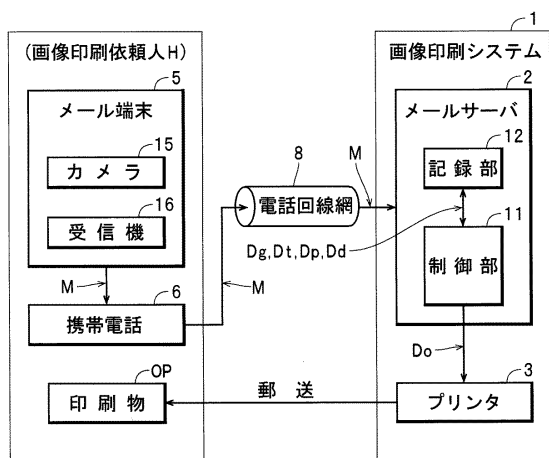 1
(画像印刷依頼人H)
画像印刷システム
5
メール端末
2
メールサーバ
15
カメラ
12
記録部
8
電話回線網
M
16
受信機
Dg,Dt,Dp,Dd
11
制御部
M
6
携帯電話
M
Do
OP
印刷物
郵送
3
プリンタ